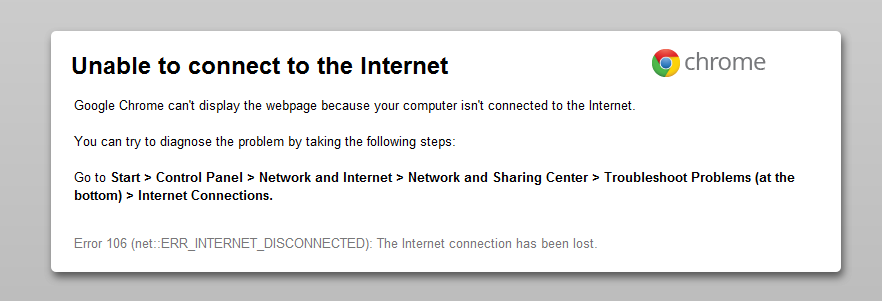 Unable to connect to the Internet
chrome
Google Chrome can't display the webpage because your computer isn't connected to the Internet.
You can try to diagnose the problem by taking the following steps:
Go to Start > Control Panel > Network and Internet > Network and Sharing Center > Troubleshoot Problems (at the
bottom) > Internet Connections.
Error 106 (net::ERR_INTERNET_DISCONNECTED): The Internet connection has been lost.